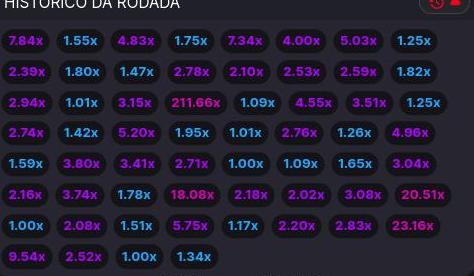 HISTÓRICO DA RODADA
7.84x 1.55x 4.83x 1.75x 7.34x 4.00x 5.03x 1.25x
2.39x 1.80x 1.47x 2.78x 2.10x 2.53x 2.59x 1.82x
2.94x 1.01x 3.15x 211.66x 1.09x 4.55x 3.51x 1.25x
2.74x 1.42x 5.20x 1.95x 1.01x 2.76x 1.26x 4.96x
1.59x 3.80x 3.41x 2.71x 1.00x 1.09x 1.65x 3.04x
2.16x 3.74x 1.78x 18.08x 2.18x 2.02x 3.08x 20.51x
1.00x 2.08x 1.51x 5.75x 1.17x 2.20x 2.83x 23.16x
9.54x 2.52x 1.00x 1.34x